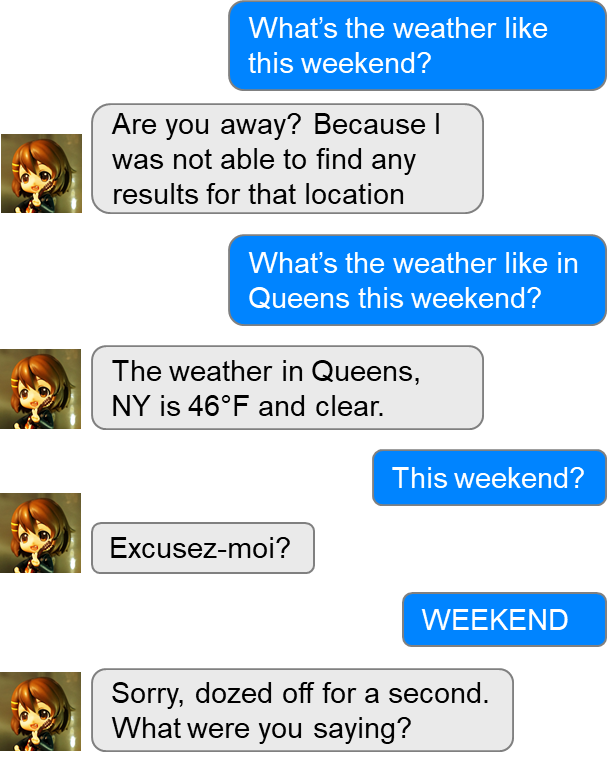 What’s the weather like
this weekend?
Are you away? Because I
was not able to find any
results for that location
What’s the weather like in
Queens this weekend?
The weather in Queens,
NY is 46°F and clear.
This weekend?
Excusez-moi?
WEEKEND
Sorry, dozed off for a second.
What were you saying?